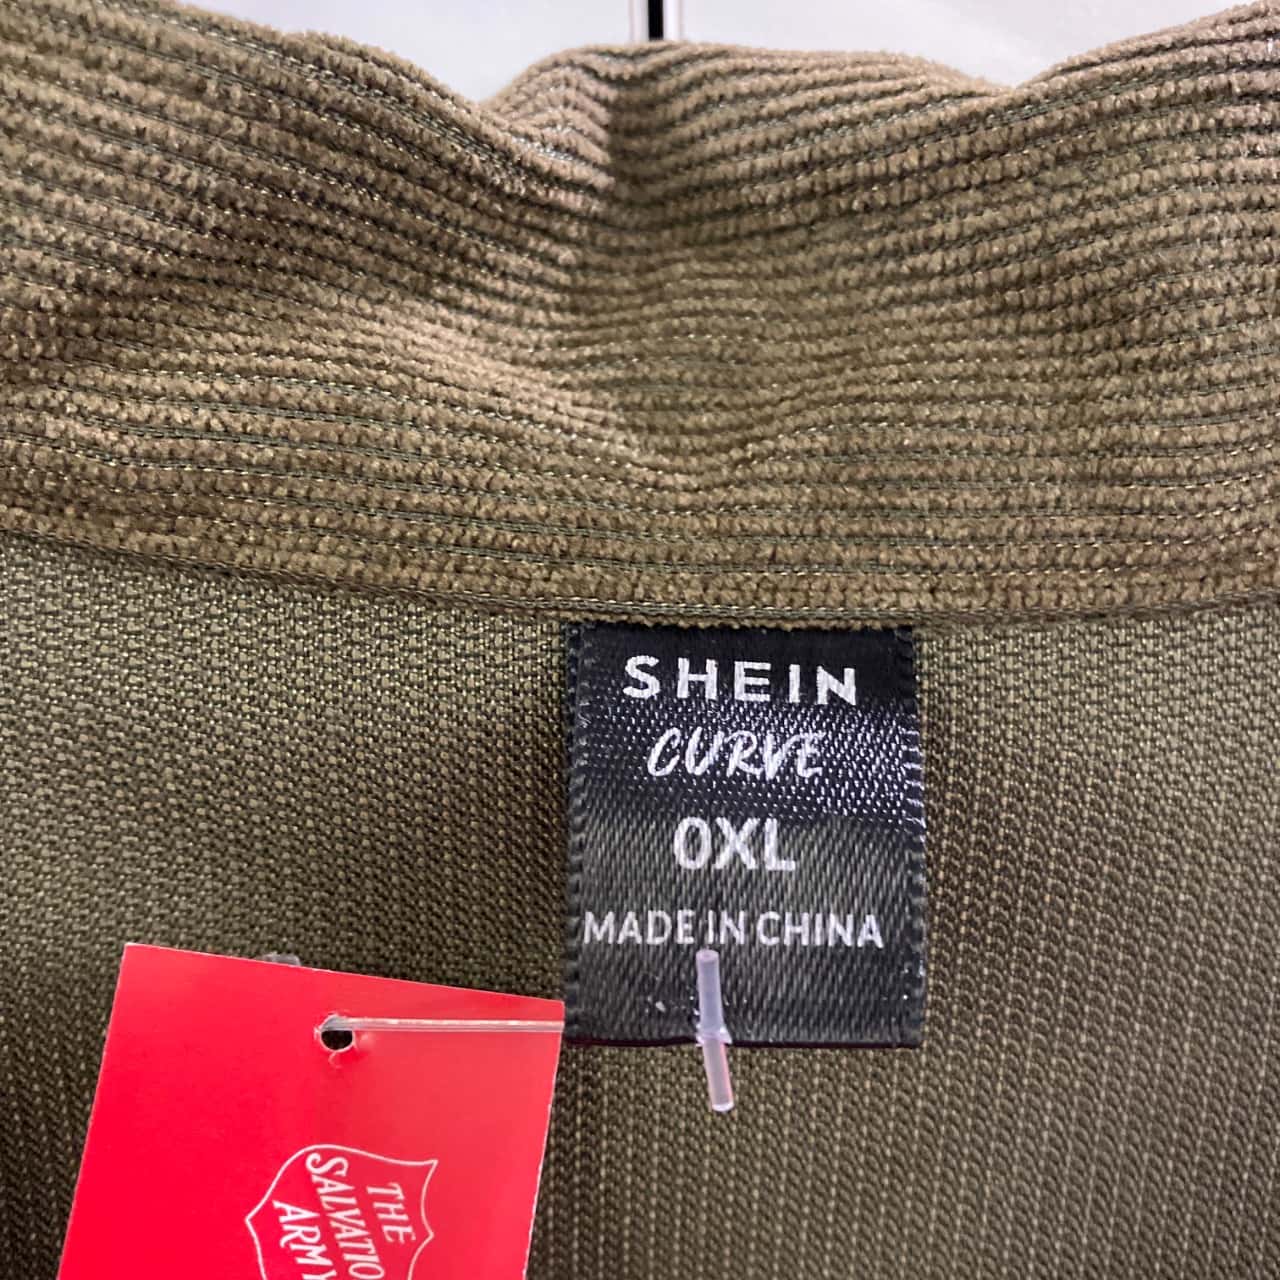 SHEIN
CURVE
0XL
MADE IN CHINA
THE
SALVATIO
ARMY